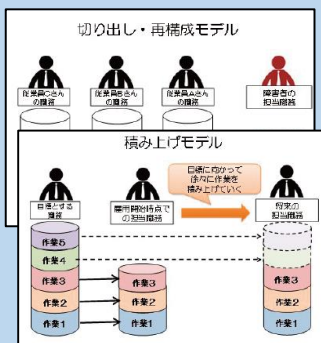 切り出し・再構成モデル
従業員Cさん
の職務
従業員Bさん
の職務
従業員Aさん
の職務
障害者の
担当職務
積み上げモデル
目標に向かって
徐々に作業を
積み上げていく
目標とする
職務
雇用開始時点で
の担当職務
将来の
担当職務
作業5
作業4
作業3
作業2
作業1
作業3
作業2
作業1
作業3
作業2
作業1